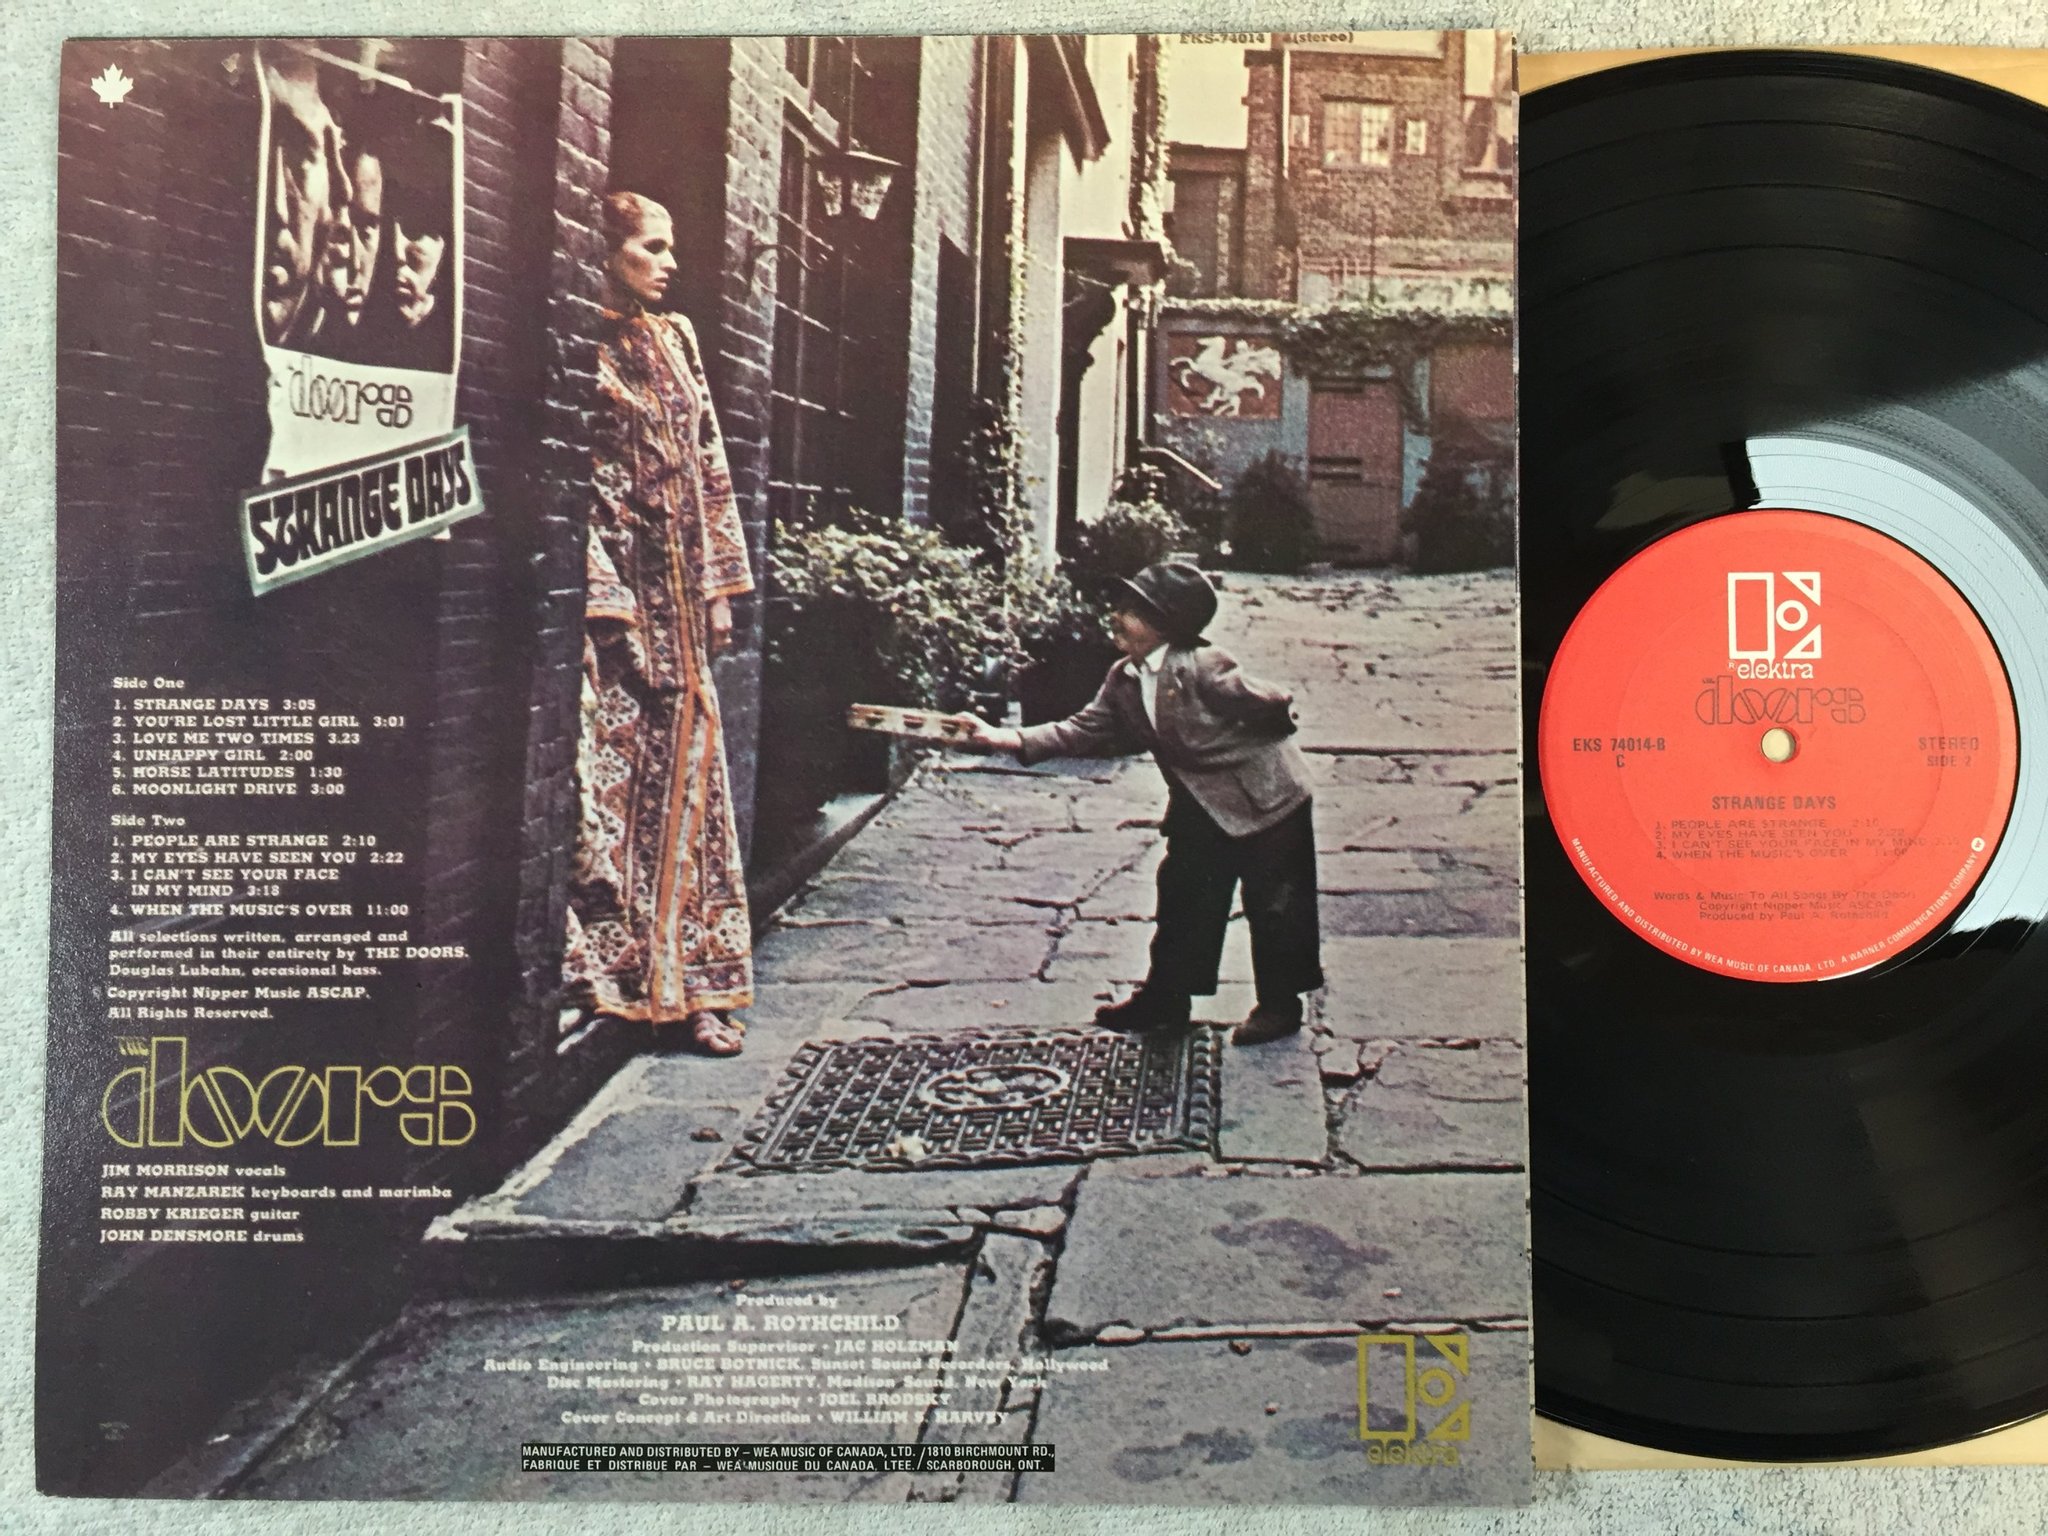 EKS-74014 (stereo)
doors
STRANGE DAYS
Side One
1. STRANGE DAYS 3:05
2. YOU'RE LOST LITTLE GIRL 3:01
3. LOVE ME TWO TIMES 3.23
4. UNHAPPY GIRL 2:00
5. HORSE LATITUDES 1:30
6. MOONLIGHT DRIVE 3:00
Side Two
1. PEOPLE ARE STRANGE 2:10
2. MY EYES HAVE SEEN YOU 2:22
3. I CAN'T SEE YOUR FACE
IN MY MIND 3:18
4. WHEN THE MUSIC'S OVER 11:00
All selections written, arranged and
performed in their entirety by THE DOORS.
Douglas Lubahn, occasional bass.
Copyright Nipper Music ASCAP.
All Rights Reserved.
THE
doors
JIM MORRISON vocals
RAY MANZAREK keyboards and marimba
ROBBY KRIEGER guitar
JOHN DENSMORE drums
Produced by
PAUL A. ROTHCHILD
Production Supervisor • JAC HOLZMAN
Audio Engineering • BRUCE BOTNICK, Sunset Sound Recorders, Hollywood
Disc Mastering • RAY HAGERTY, Madison Sound, New York
Cover Photography • JOEL BRODSKY
Cover Concept & Art Direction • WILLIAM S. HARVEY
MANUFACTURED AND DISTRIBUTED BY – WEA MUSIC OF CANADA, LTD. / 1810 BIRCHMOUNT RD.,
FABRIQUE ET DISTRIBUE PAR – WEA MUSIQUE DU CANADA, LTEE. / SCARBOROUGH, ONT.
elektra
R elektra
THE doors
EKS 74014-B STEREO
C SIDE 2
STRANGE DAYS
1. PEOPLE ARE STRANGE 2:10
2. MY EYES HAVE SEEN YOU 2:22
3. I CAN'T SEE YOUR FACE IN MY MIND
4. WHEN THE MUSIC'S OVER 11:00
Words & Music To All Songs By The Doors
Copyright Nipper Music ASCAP
Produced by Paul A. Rothchild
MANUFACTURED AND DISTRIBUTED BY WEA MUSIC OF CANADA, LTD. A WARNER COMMUNICATIONS COMPANY